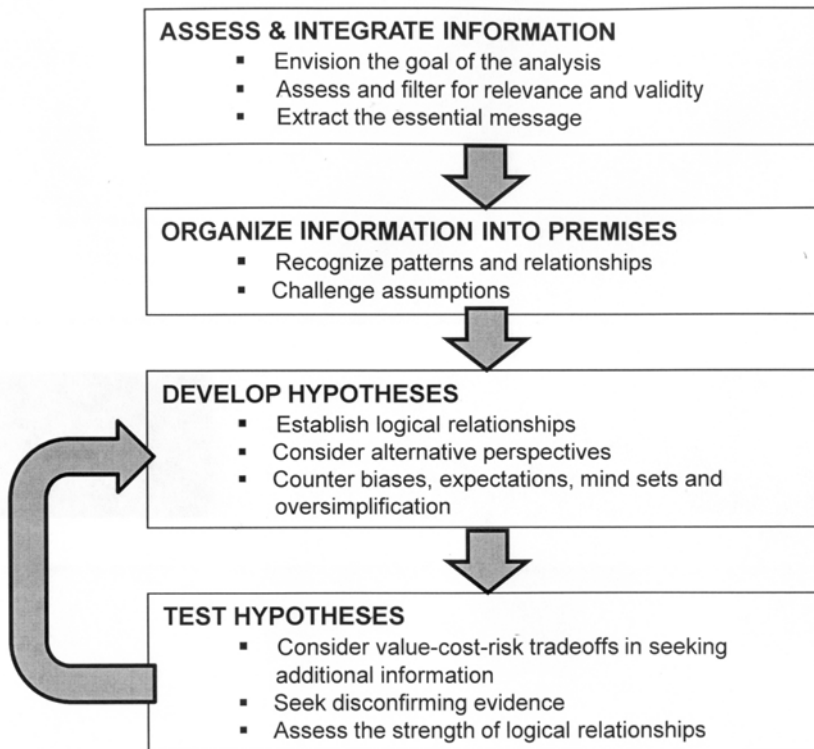 ASSESS & INTEGRATE INFORMATION
▪ Envision the goal of the analysis
▪ Assess and filter for relevance and validity
▪ Extract the essential message
ORGANIZE INFORMATION INTO PREMISES
▪ Recognize patterns and relationships
▪ Challenge assumptions
DEVELOP HYPOTHESES
▪ Establish logical relationships
▪ Consider alternative perspectives
▪ Counter biases, expectations, mind sets and
oversimplification
TEST HYPOTHESES
▪ Consider value-cost-risk tradeoffs in seeking
additional information
▪ Seek disconfirming evidence
▪ Assess the strength of logical relationships